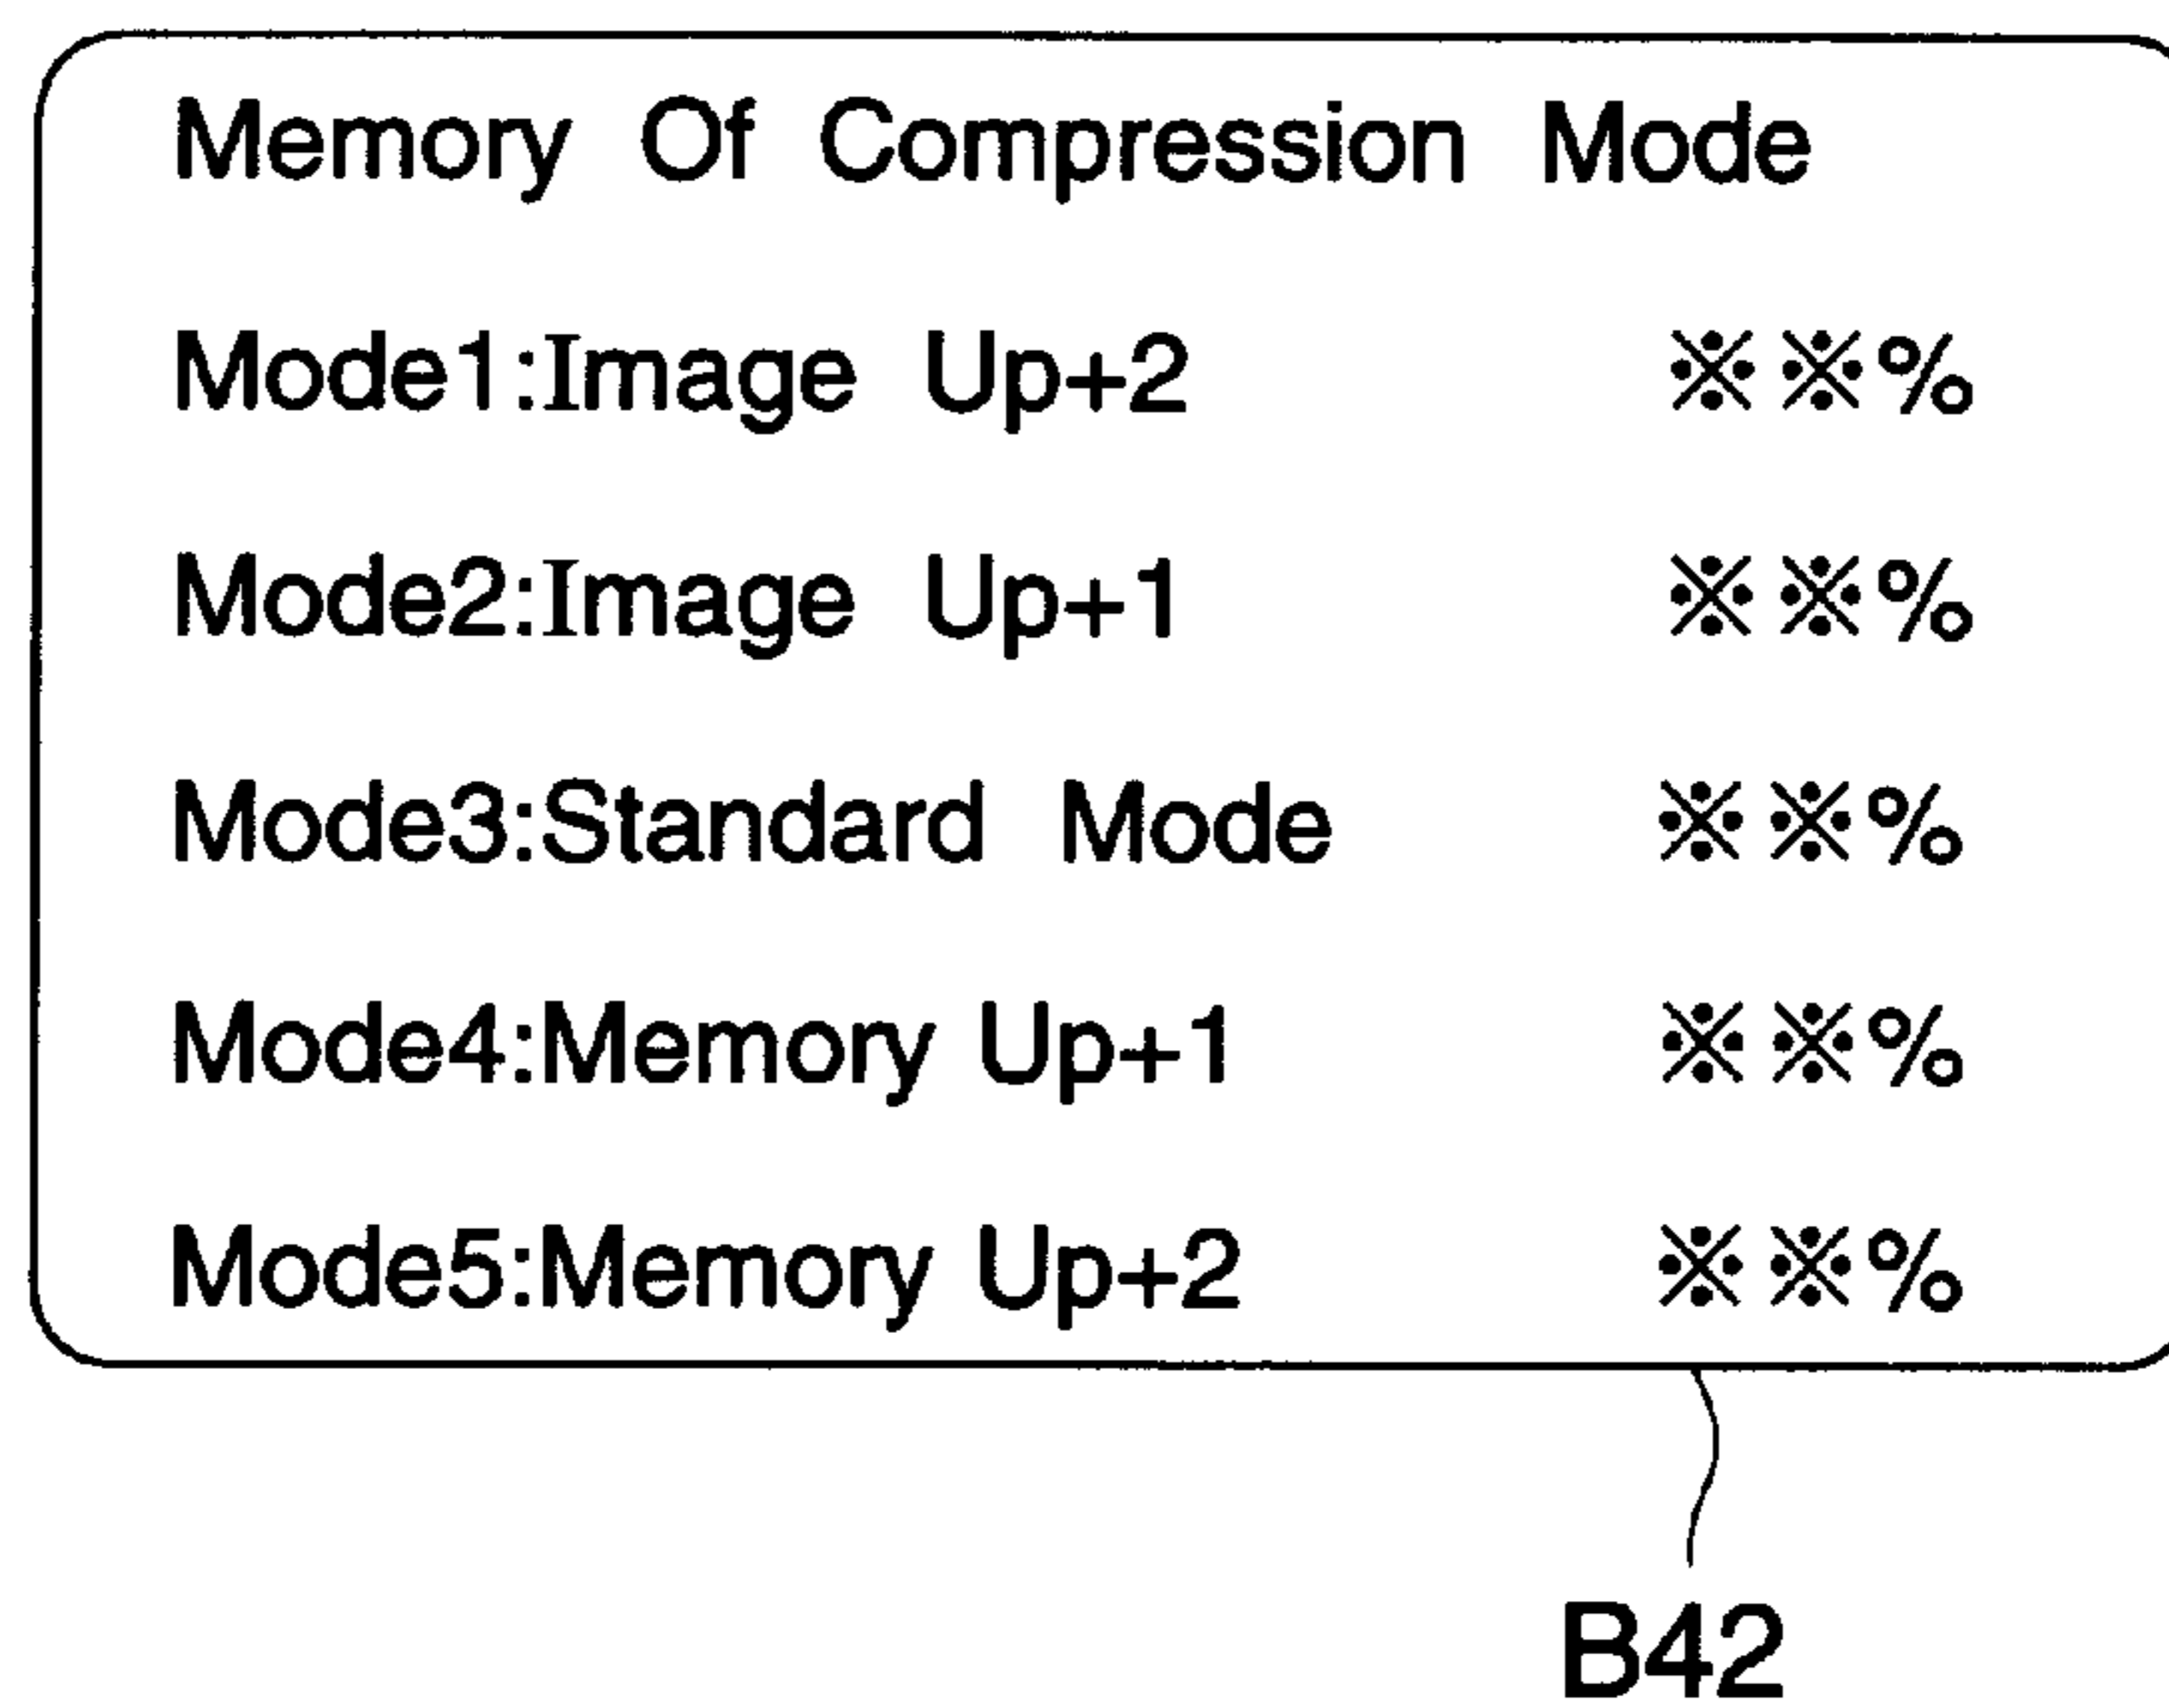 Memory Of Compression Mode
Mode1:Image Up+2 ※※%
Mode2:Image Up+1 ※※%
Mode3:Standard Mode ※※%
Mode4:Memory Up+1 ※※%
Mode5:Memory Up+2 ※※%
B42